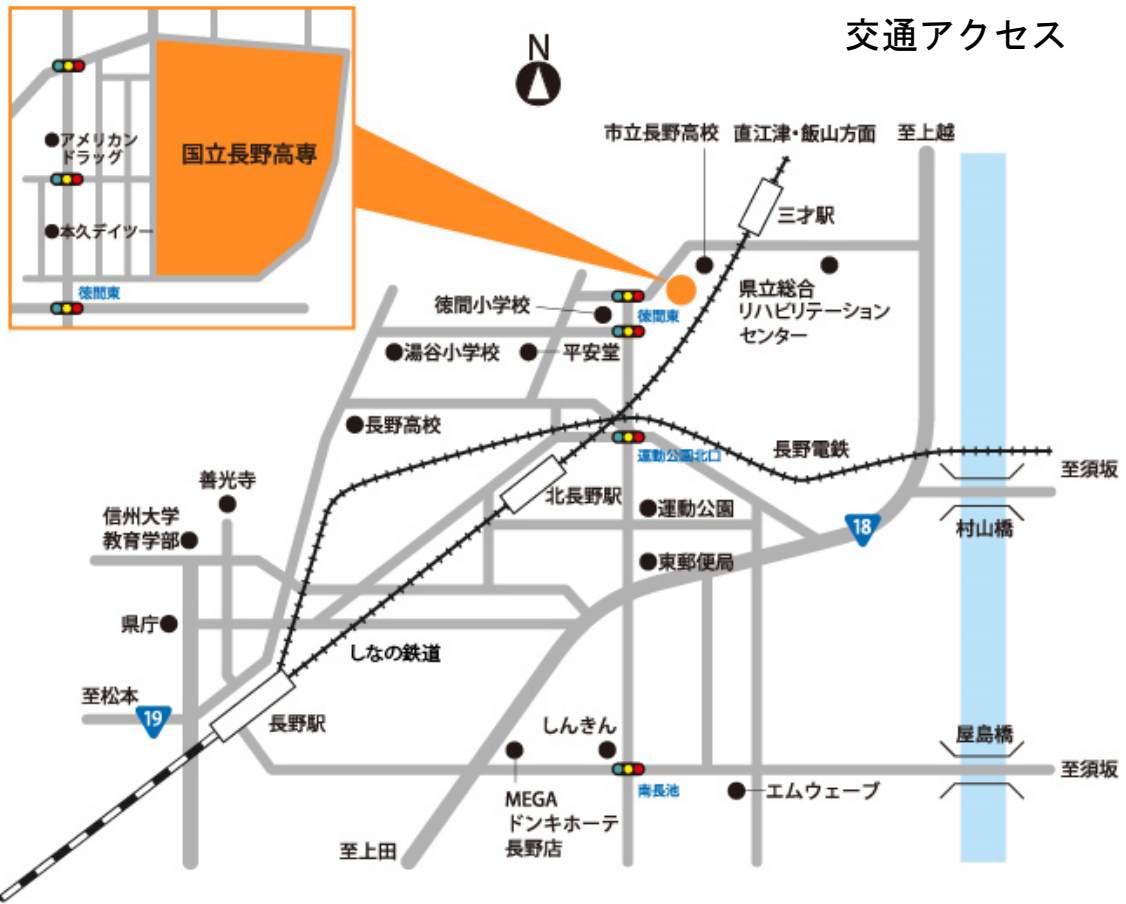 交通アクセス
N
アメリカン
ドラッグ
国立長野高専
本久デイツー
徳間東
市立長野高校
直江津・飯山方面
至上越
三才駅
徳間小学校
徳間東
県立総合
リハビリテーション
センター
湯谷小学校
平安堂
長野高校
運動公園北口
長野電鉄
至須坂
善光寺
北長野駅
運動公園
18
村山橋
信州大学
教育学部
東郵便局
県庁
しなの鉄道
至松本
19
長野駅
しんきん
屋島橋
至須坂
南長池
エムウェーブ
MEGA
ドンキホーテ
長野店
至上田